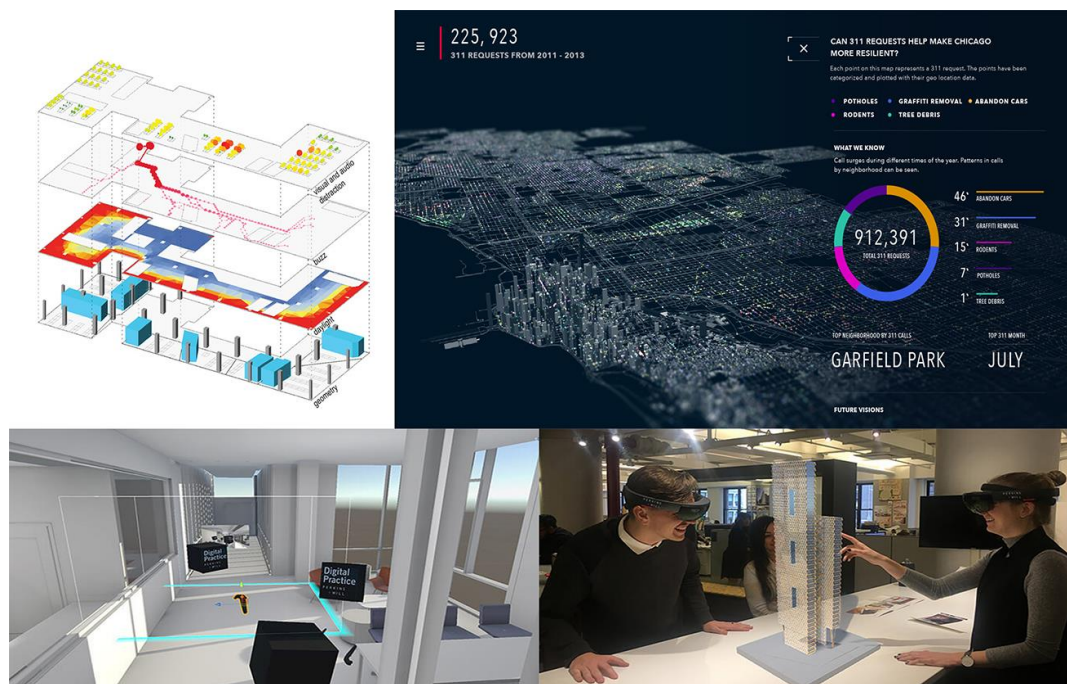 visual and audio
distraction
buzz
daylight
geometry
225, 923
311 REQUESTS FROM 2011 - 2013
CAN 311 REQUESTS HELP MAKE CHICAGO
MORE RESILIENT?
Each point on this map represents a 311 request. The points have been
categorized and plotted with their geo location data.
POTHOLES GRAFFITI REMOVAL ABANDON CARS
RODENTS TREE DEBRIS
WHAT WE KNOW
Call surges during different times of the year. Patterns in calls
by neighborhood can be seen.
912,391
TOTAL 311 REQUESTS
46% ABANDON CARS
31% GRAFFITI REMOVAL
15% RODENTS
7% POTHOLES
1% TREE DEBRIS
TOP NEIGHBORHOOD BY 311 CALLS TOP 311 MONTH
GARFIELD PARK JULY
FUTURE VISIONS
Digital
Practice
Digital
Practice
PERKINS
+WILL